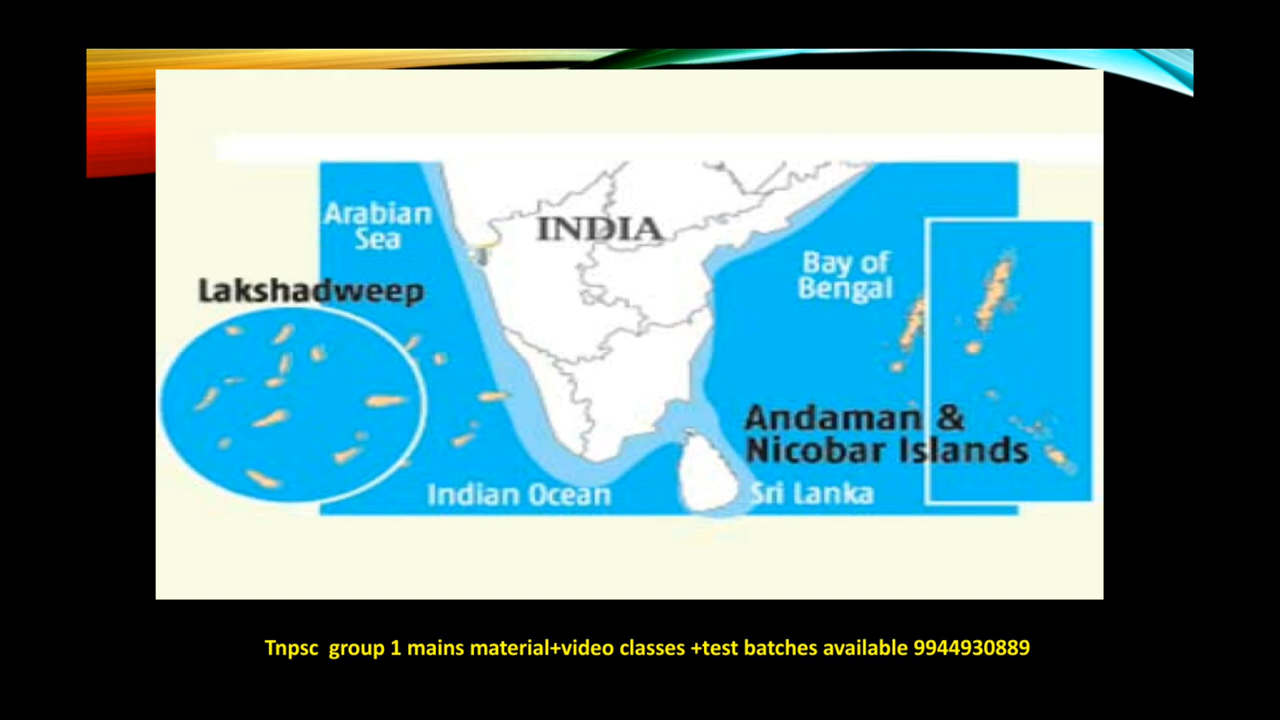 Arabian
Sea
INDIA
Lakshadweep
Bay of
Bengal
Andaman &
Nicobar Islands
Indian Ocean
Sri Lanka
Tnpsc  group 1 mains material+video classes +test batches available 9944930889